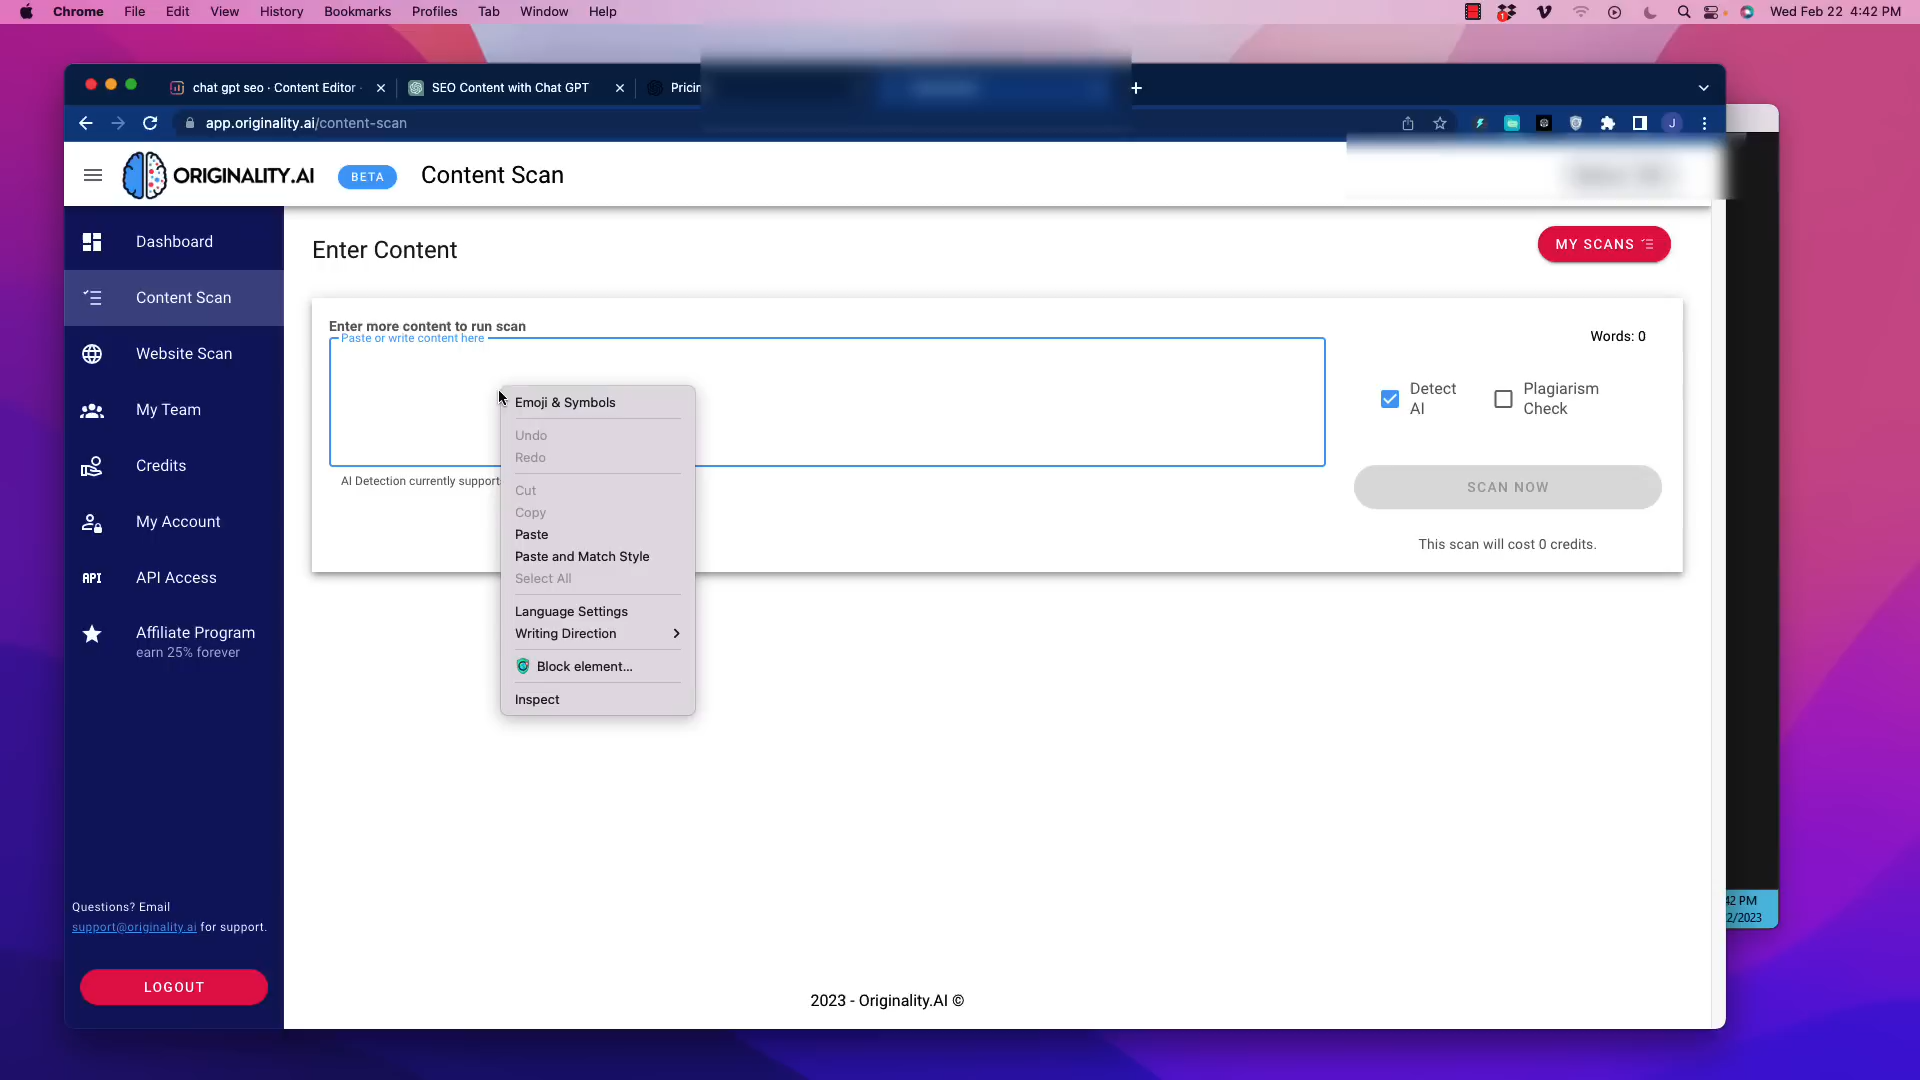 Chrome File Edit View History Bookmarks Profiles Tab Window Help
1
Wed Feb 22 4:42 PM
chat gpt seo · Content Editor
SEO Content with Chat GPT
Pricin
app.originality.ai/content-scan
J
ORIGINALITY.AI
BETA
Content Scan
Dashboard
Content Scan
Website Scan
My Team
Credits
My Account
API
API Access
Affiliate Program
earn 25% forever
Questions? Email
support@originality.ai for support.
LOGOUT
Enter Content
MY SCANS
Enter more content to run scan
Paste or write content here
Words: 0
Detect
AI
Plagiarism
Check
AI Detection currently support
SCAN NOW
This scan will cost 0 credits.
Emoji & Symbols
Undo
Redo
Cut
Copy
Paste
Paste and Match Style
Select All
Language Settings
Writing Direction
Block element...
Inspect
42 PM
2/2023
2023 - Originality.AI ©